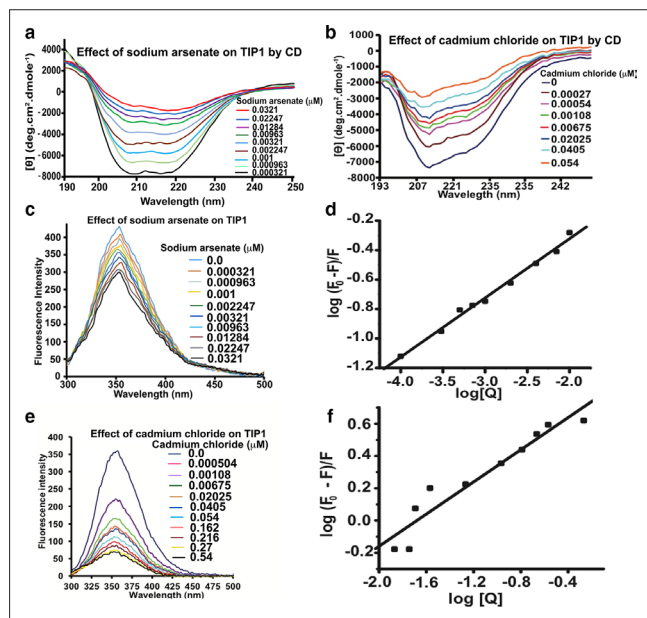 a
Effect of sodium arsenate on TIP1 by CD
[θ] (deg.cm².dmole⁻¹)
4000
2000
0
-2000
-4000
-6000
-8000
Sodium arsenate (µM)
0.0321
0.02247
0.01284
0.00963
0.00321
0.002247
0.001
0.000963
0.000321
190 200 210 220 230 240 250
Wavelength (nm)
b
Effect of cadmium chloride on TIP1 by CD
[Θ] (deg.cm².dmole⁻¹)
0
-1000
-2000
-3000
-4000
-5000
-6000
-7000
-8000
Cadmium chloride (µM)
0
0.00027
0.00054
0.00108
0.00675
0.02025
0.0405
0.054
193 207 221 235 235 242
Wavelegth (nm)
c
Effect of sodium arsenate on TIP1
Fluorescence Intensity
450
400
350
300
250
200
150
100
50
0
Sodium arsenate (µM)
0.0
0.000321
0.000963
0.001
0.002247
0.00321
0.00963
0.01284
0.02247
0.0321
300 350 400 450 500
Wavelength (nm)
d
log (F₀-F)/F
-0.2
-0.4
-0.6
-0.8
-1.0
-1.2
-4.0 -3.5 -3.0 -2.5 -2.0
log[Q]
e
Effect of cadmium chloride on TIP1
Fluorescence intensity
400
350
300
250
200
150
100
50
0
Cadmium chloride (µM)
0.0
0.000504
0.00108
0.00675
0.02025
0.0405
0.054
0.162
0.216
0.27
0.54
300 325 350 375 400 425 450 475 500
Wavelength (nm)
f
log (F₀-F)/F
0.6
0.4
0.2
0.0
-0.2
-2.0 -1.6 -1.2 -0.8 -0.4
log [Q]